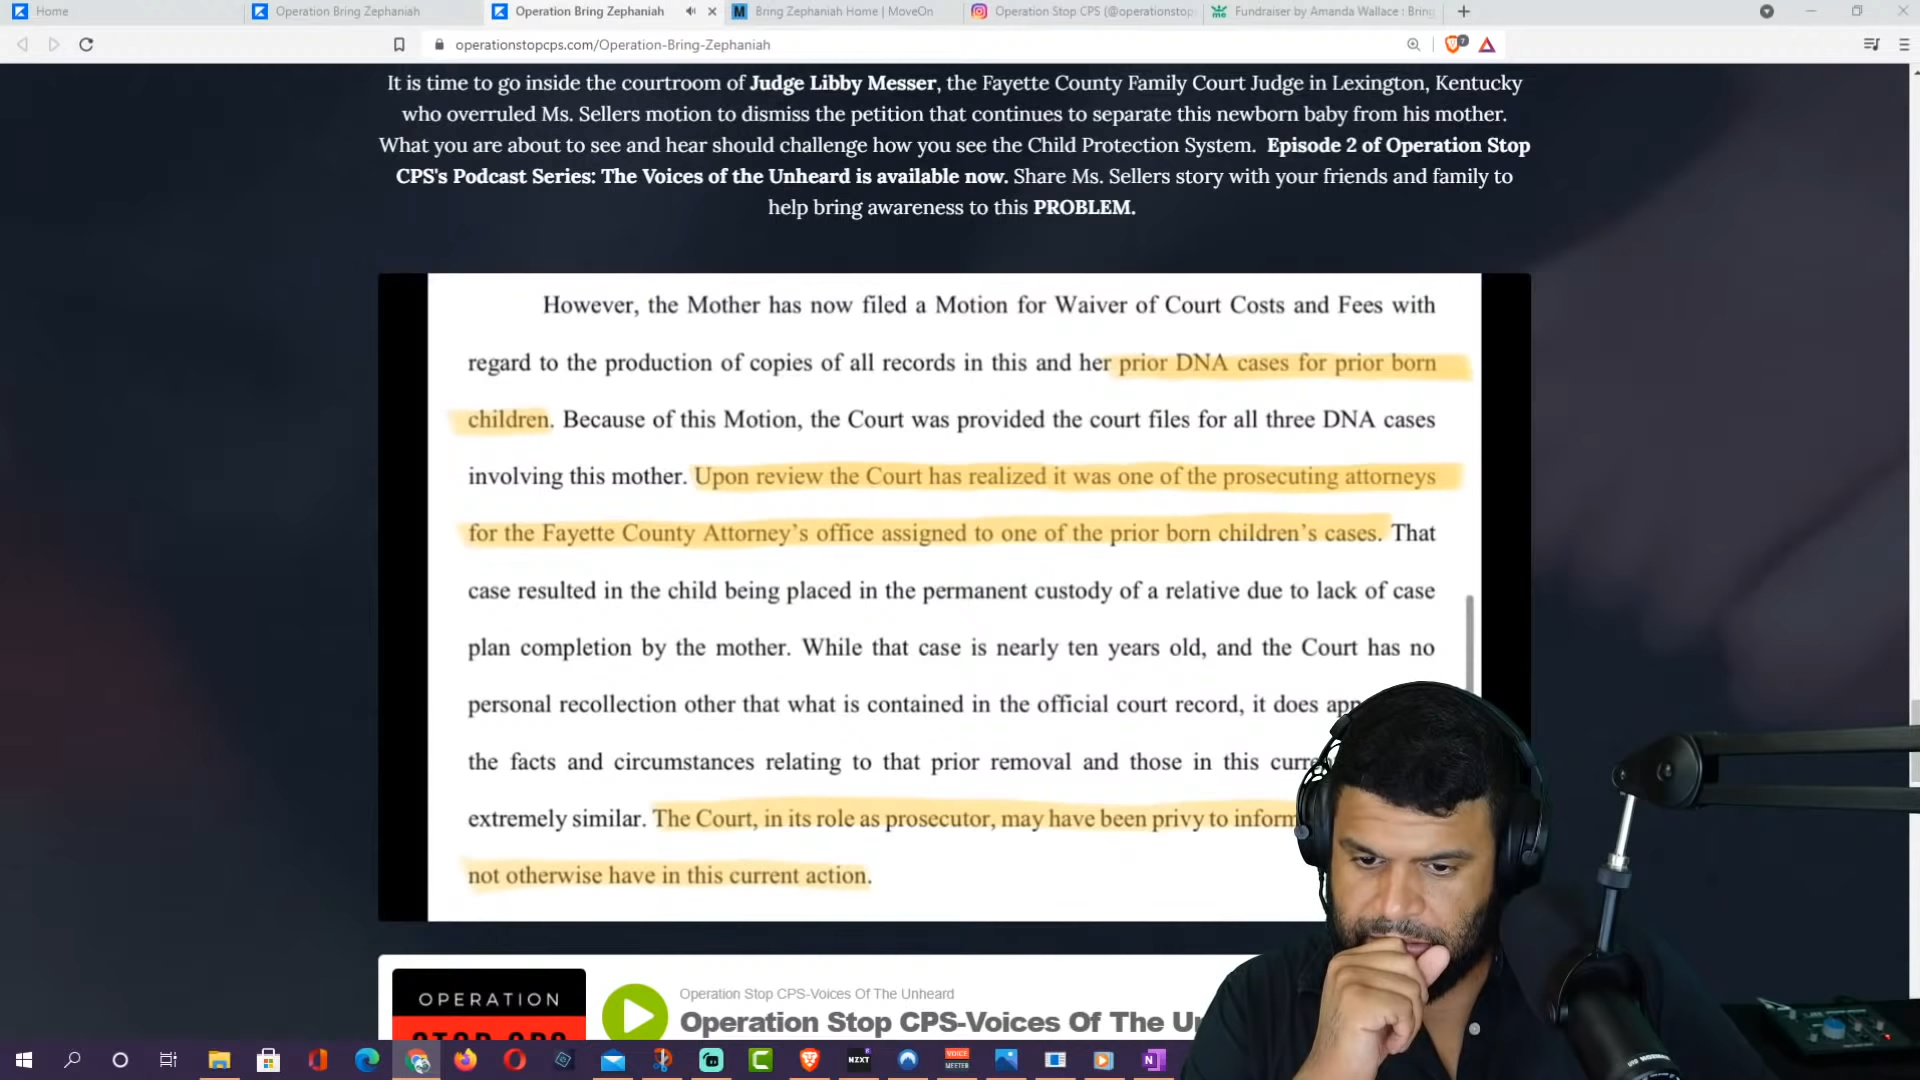 Home
Operation Bring Zephaniah
Operation Bring Zephaniah
Bring Zephaniah Home | MoveOn
Operation Stop CPS (@operationstop
Fundraiser by Amanda Wallace : Bring
operationstopcps.com/Operation-Bring-Zephaniah
It is time to go inside the courtroom of Judge Libby Messer, the Fayette County Family Court Judge in Lexington, Kentucky
who overruled Ms. Sellers motion to dismiss the petition that continues to separate this newborn baby from his mother.
What you are about to see and hear should challenge how you see the Child Protection System. Episode 2 of Operation Stop
CPS's Podcast Series: The Voices of the Unheard is available now. Share Ms. Sellers story with your friends and family to
help bring awareness to this PROBLEM.
However, the Mother has now filed a Motion for Waiver of Court Costs and Fees with
regard to the production of copies of all records in this and her prior DNA cases for prior born
children. Because of this Motion, the Court was provided the court files for all three DNA cases
involving this mother. Upon review the Court has realized it was one of the prosecuting attorneys
for the Fayette County Attorney's office assigned to one of the prior born children's cases. That
case resulted in the child being placed in the permanent custody of a relative due to lack of case
plan completion by the mother. While that case is nearly ten years old, and the Court has no
personal recollection other that what is contained in the official court record, it does app
the facts and circumstances relating to that prior removal and those in this curre
extremely similar. The Court, in its role as prosecutor, may have been privy to inform
not otherwise have in this current action.
OPERATION
STOP CPS
Operation Stop CPS-Voices Of The Unheard
Operation Stop CPS-Voices Of The Un
NZXT
VOICE
MEETER